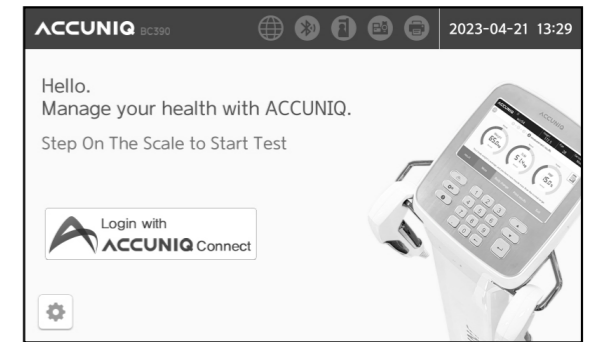 ACCUNIQ BC390
2023-04-21 13:29
Hello.
Manage your health with ACCUNIQ.
Step On The Scale to Start Test
Login with
ACCUNIQ Connect
ACCUNIQ